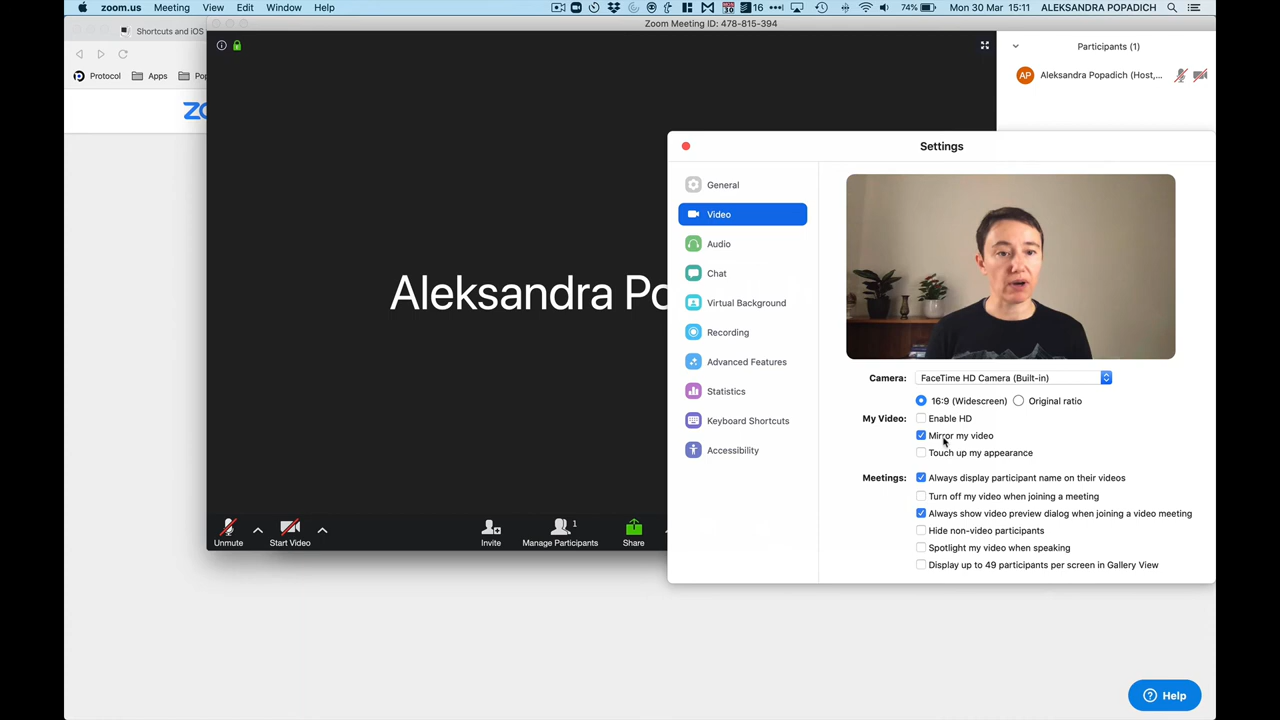 zoom.us Meeting View Edit Window Help 16 74% Mon 30 Mar 15:11 ALEKSANDRA POPADICH
Zoom Meeting ID: 478-815-394
Shortcuts and iOS
Protocol Apps Pop
Participants (1)
AP Aleksandra Popadich (Host,...
Settings
General
Video
Audio
Chat
Virtual Background
Recording
Advanced Features
Statistics
Keyboard Shortcuts
Accessibility
Aleksandra Po
Camera: FaceTime HD Camera (Built-in)
16:9 (Widescreen) Original ratio
My Video: Enable HD
Mirror my video
Touch up my appearance
Meetings: Always display participant name on their videos
Turn off my video when joining a meeting
Always show video preview dialog when joining a video meeting
Hide non-video participants
Spotlight my video when speaking
Display up to 49 participants per screen in Gallery View
Unmute Start Video Invite Manage Participants 1 Share
Help